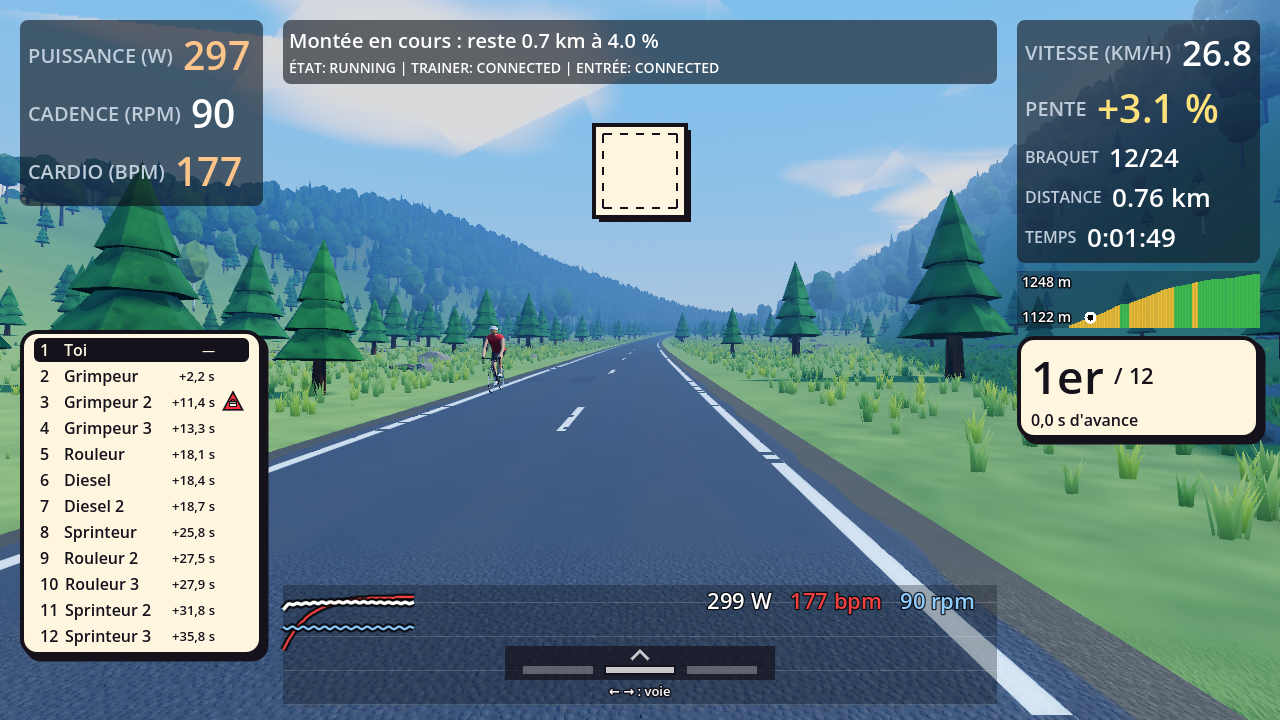 PUISSANCE (W) 297
CADENCE (RPM) 90
CARDIO (BPM) 177
Montée en cours : reste 0.7 km à 4.0 %
ÉTAT: RUNNING | TRAINER: CONNECTED | ENTRÉE: CONNECTED
VITESSE (KM/H) 26.8
PENTE +3.1 %
BRAQUET 12/24
DISTANCE 0.76 km
TEMPS 0:01:49
1248 m
1122 m
1er / 12
0,0 s d'avance
1 Toi —
2 Grimpeur +2,2 s
3 Grimpeur 2 +11,4 s
4 Grimpeur 3 +13,3 s
5 Rouleur +18,1 s
6 Diesel +18,4 s
7 Diesel 2 +18,7 s
8 Sprinteur +25,8 s
9 Rouleur 2 +27,5 s
10 Rouleur 3 +27,9 s
11 Sprinteur 2 +31,8 s
12 Sprinteur 3 +35,8 s
299 W 177 bpm 90 rpm
← → : voie